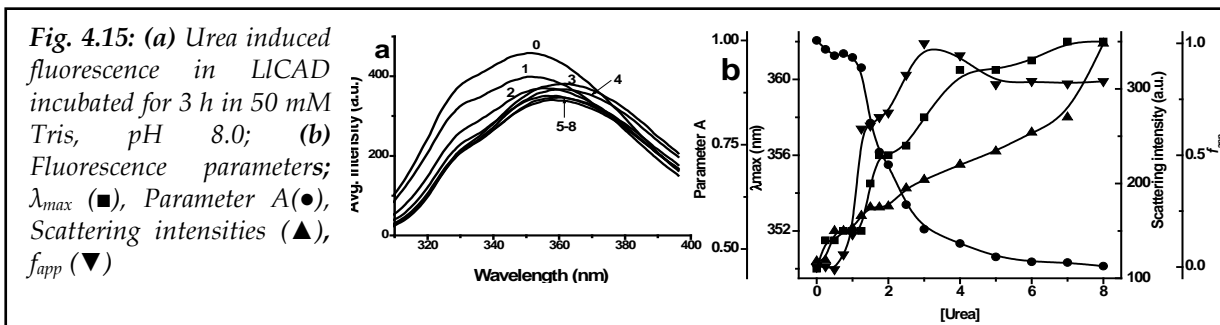 Fig. 4.15: (a) Urea induced
fluorescence in LlCAD
incubated for 3 h in 50 mM
Tris, pH 8.0; (b)
Fluorescence parameters;
λmax (■), Parameter A(●),
Scattering intensities (▲),
fapp (▼)
a
0
1
2
3
4
5-8
400
200
0
Avg. Intensity (a.u.)
320 340 360 380 400
Wavelength (nm)
b
Parameter A
1.00
0.75
0.50
λmax (nm)
360
356
352
0 2 4 6 8
[Urea]
300
200
100
Scattering intensity (a.u.)
1.0
0.5
0.0